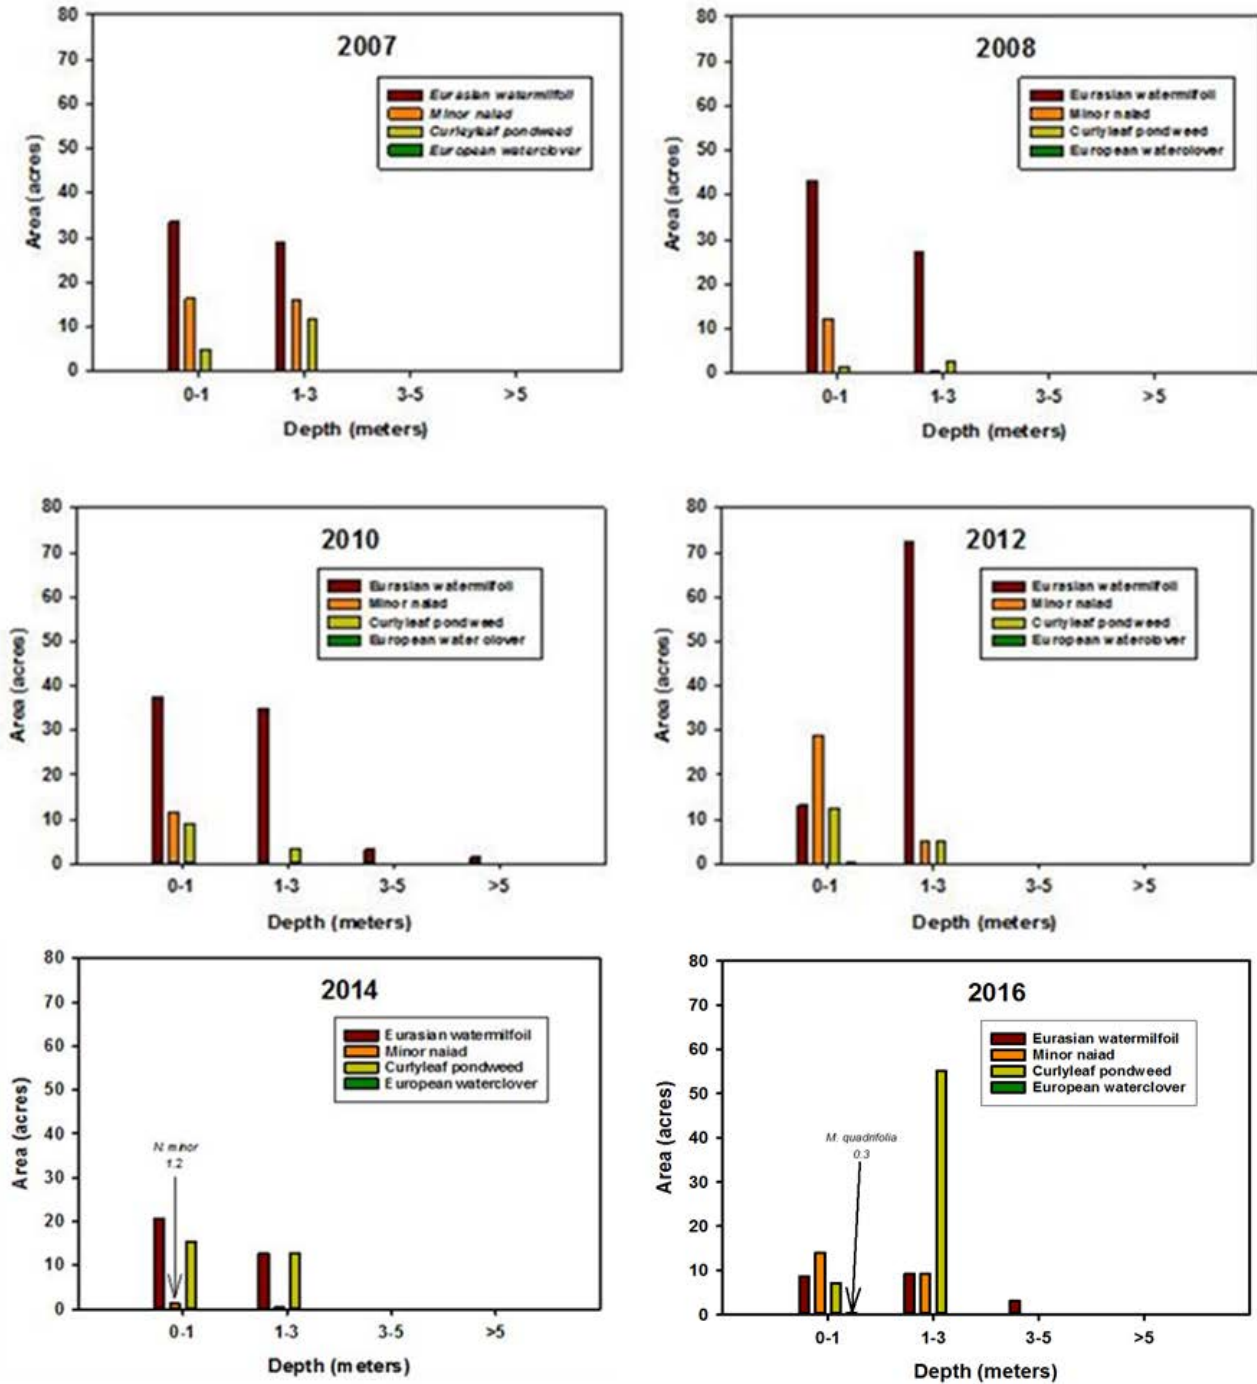 2007
Eurasian watermilfoil
Minor naiad
Curleyleaf pondweed
European waterclover
80
70
60
50
40
30
20
10
0
Area (acres)
0-1 1-3 3-5 >5
Depth (meters)
2008
Eurasian watermilfoil
Minor naiad
Curlyleaf pondweed
European waterclover
80
70
60
50
40
30
20
10
0
Area (acres)
0-1 1-3 3-5 >5
Depth (meters)
2010
Eurasian watermilfoil
Minor naiad
Curlyleaf pondweed
European water clover
80
70
60
50
40
30
20
10
0
Area (acres)
0-1 1-3 3-5 >5
Depth (meters)
2012
Eurasian watermilfoil
Minor naiad
Curlyleaf pondweed
European waterclover
80
70
60
50
40
30
20
10
0
Area (acres)
0-1 1-3 3-5 >5
Depth (meters)
2014
Eurasian watermilfoil
Minor naiad
Curlyleaf pondweed
European waterclover
N. minor
1.2
80
70
60
50
40
30
20
10
0
Area (acres)
0-1 1-3 3-5 >5
Depth (meters)
2016
Eurasian watermilfoil
Minor naiad
Curlyleaf pondweed
European waterclover
M. quadrifolia
0.3
80
70
60
50
40
30
20
10
0
Area (acres)
0-1 1-3 3-5 >5
Depth (meters)